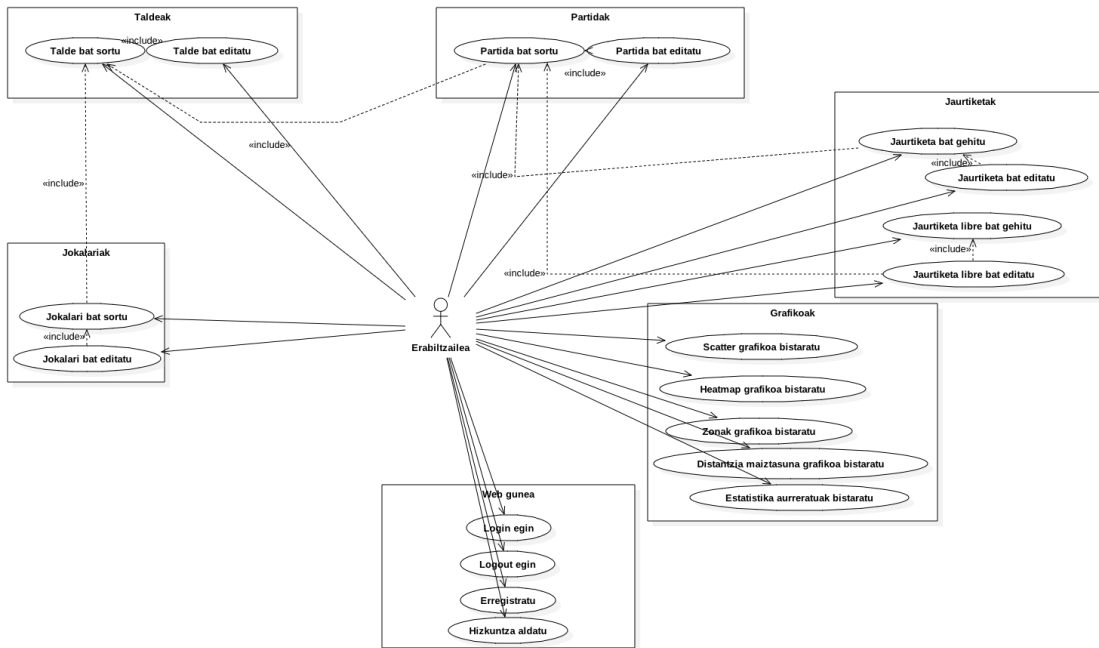 Taldeak
Talde bat sortu
«include»
Talde bat editatu
Partidak
Partida bat sortu
Partida bat editatu
«include»
Jaurtiketak
Jaurtiketa bat gehitu
«include»
Jaurtiketa bat editatu
Jaurtiketa libre bat gehitu
«include»
Jaurtiketa libre bat editatu
«include»
«include»
«include»
«include»
Jokalariak
Jokalari bat sortu
«include»
Jokalari bat editatu
Erabiltzailea
Grafikoak
Scatter grafikoa bistaratu
Heatmap grafikoa bistaratu
Zonak grafikoa bistaratu
Distantzia maiztasuna grafikoa bistaratu
Estatistika aurreratuak bistaratu
Web gunea
Login egin
Logout egin
Erregistratu
Hizkuntza aldatu